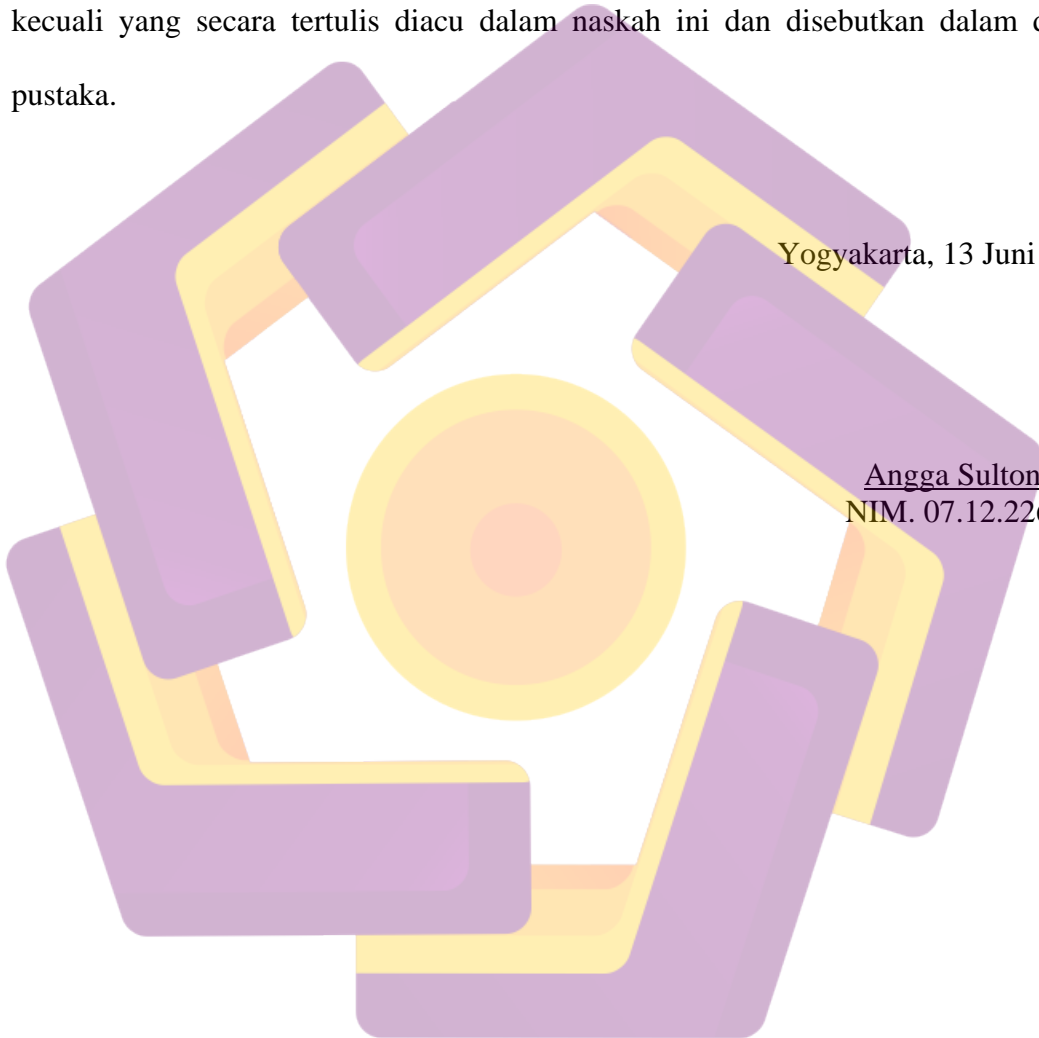 kecuali yang secara tertulis diacu dalam naskah ini dan disebutkan dalam
pustaka.
Yogyakarta, 13 Juni
Angga Sulton
NIM. 07.12.226